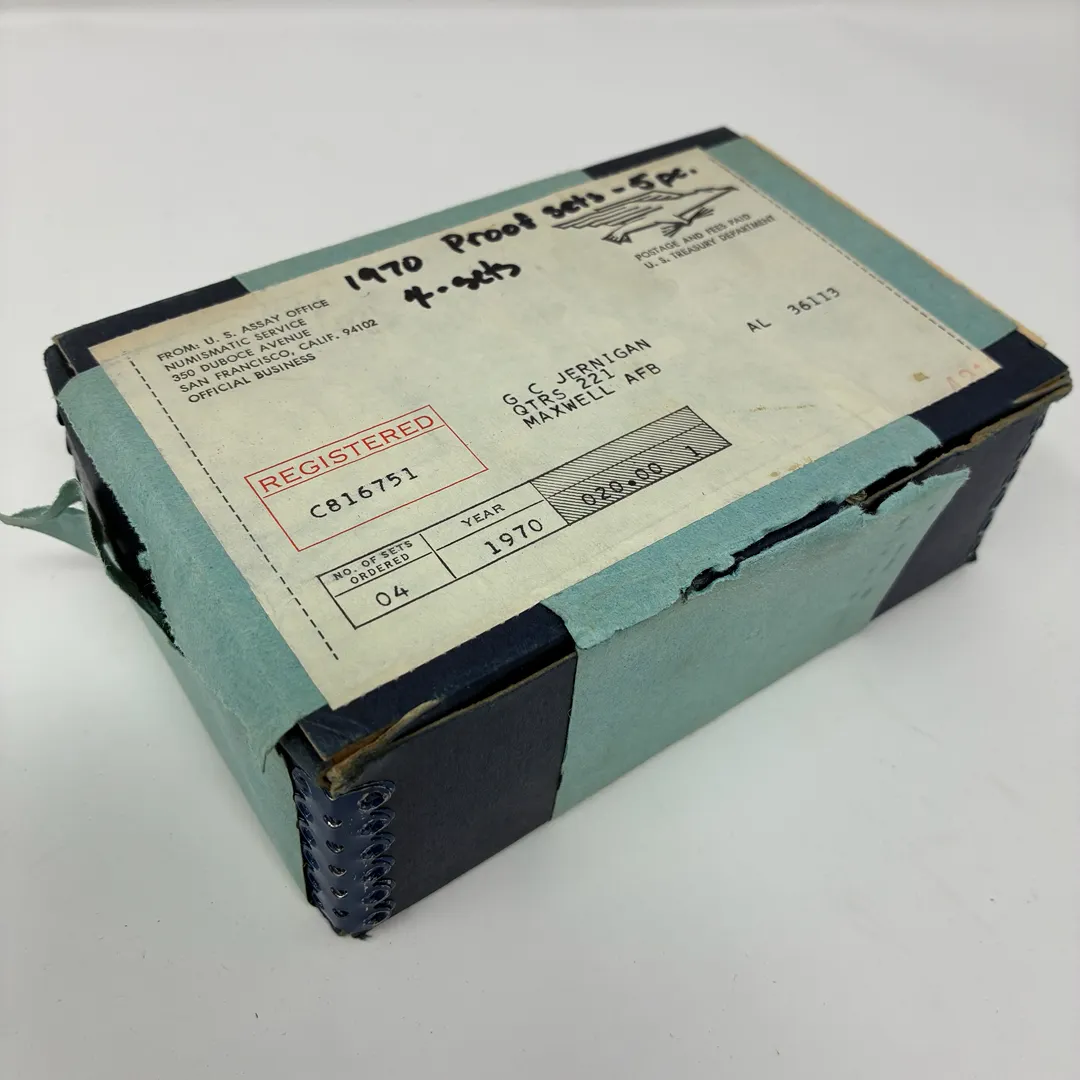 1970 Proof sets - 5 pc.
4 - sets
POSTAGE AND FEES PAID
U. S. TREASURY DEPARTMENT
FROM: U. S. ASSAY OFFICE
NUMISMATIC SERVICE
350 DUBOCE AVENUE
SAN FRANCISCO, CALIF. 94102
OFFICIAL BUSINESS
G C JERNIGAN
QTRS 221
MAXWELL AFB AL 36113
REGISTERED
C816751
NO. OF SETS ORDERED YEAR
04 1970 020.00 1